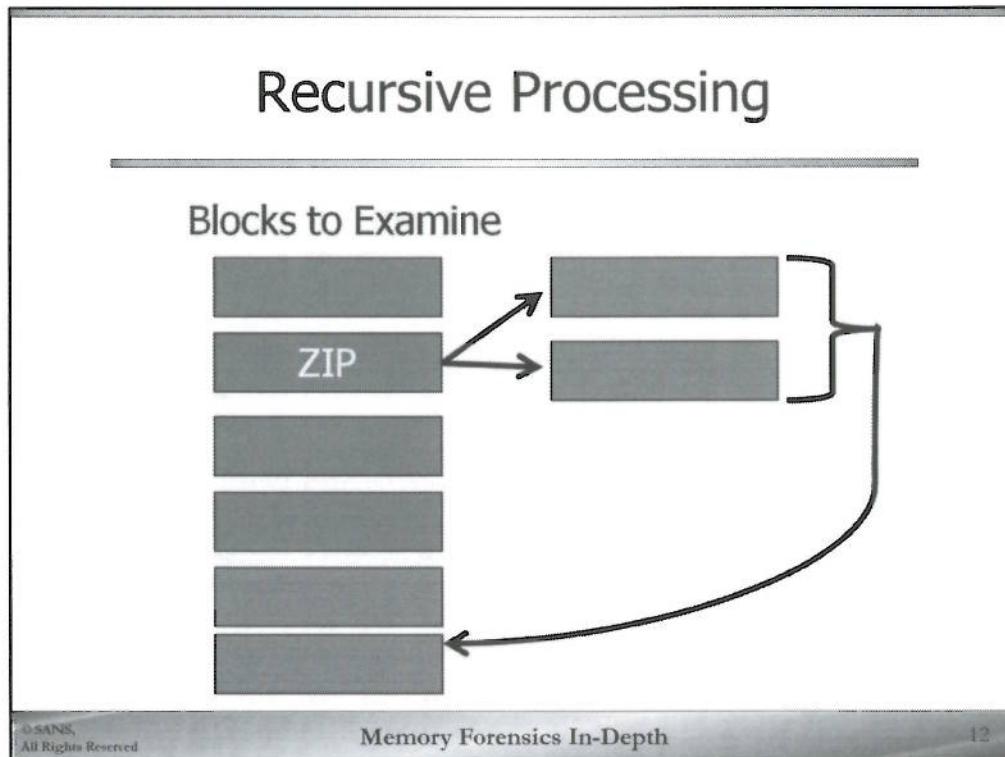 Recursive Processing
Blocks to Examine
ZIP
© SANS,
All Rights Reserved
Memory Forensics In-Depth
12